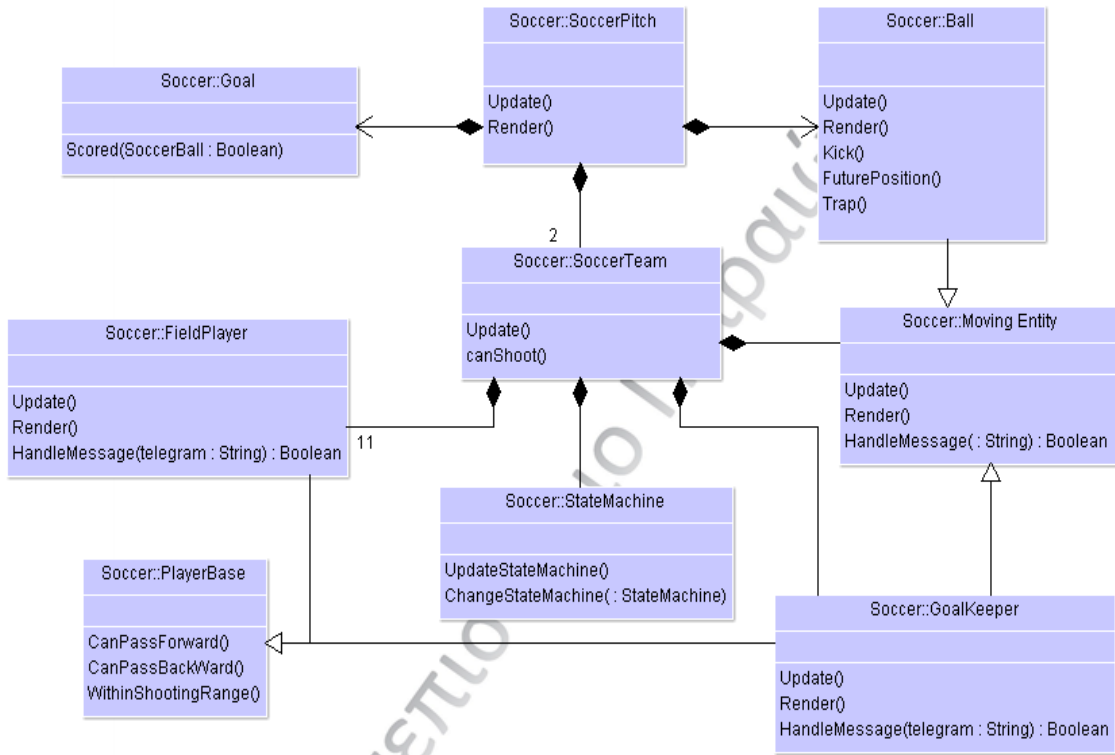 Soccer::SoccerPitch
Update()
Render()
Soccer::Ball
Update()
Render()
Kick()
FuturePosition()
Trap()
Soccer::Goal
Scored(SoccerBall : Boolean)
2
Soccer::SoccerTeam
Update()
canShoot()
Soccer::Moving Entity
Update()
Render()
HandleMessage( : String) : Boolean
Soccer::FieldPlayer
Update()
Render()
HandleMessage(telegram : String) : Boolean
11
Soccer::StateMachine
UpdateStateMachine()
ChangeStateMachine( : StateMachine)
Soccer::PlayerBase
CanPassForward()
CanPassBackWard()
WithinShootingRange()
Soccer::GoalKeeper
Update()
Render()
HandleMessage(telegram : String) : Boolean